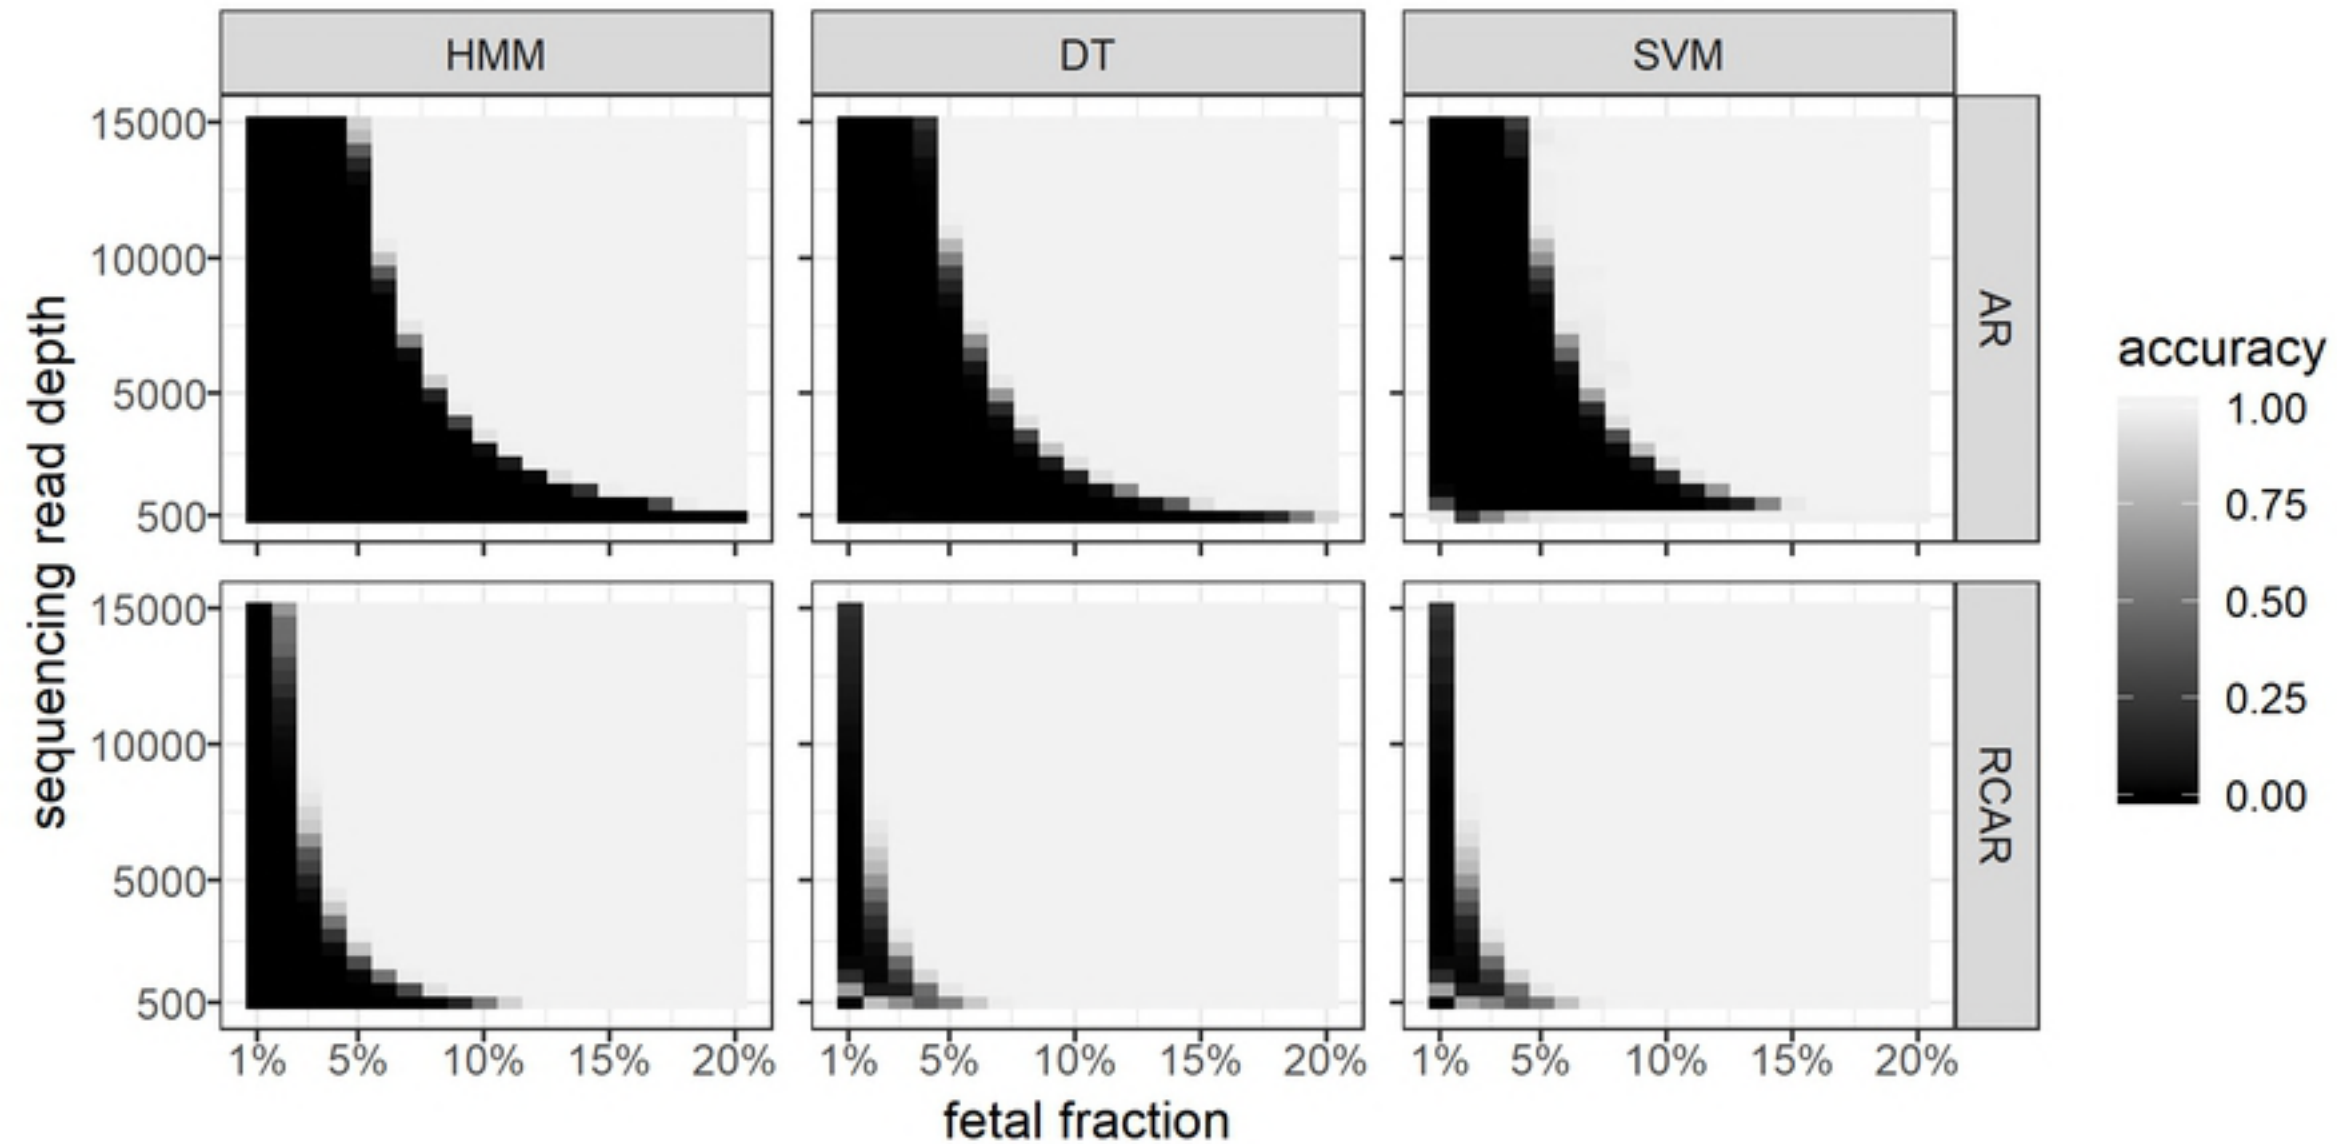 HMM
DT
SVM
15000
10000
5000
500
AR
15000
10000
5000
500
RCAR
1% 5% 10% 15% 20%
1% 5% 10% 15% 20%
1% 5% 10% 15% 20%
sequencing read depth
fetal fraction
accuracy
1.00
0.75
0.50
0.25
0.00